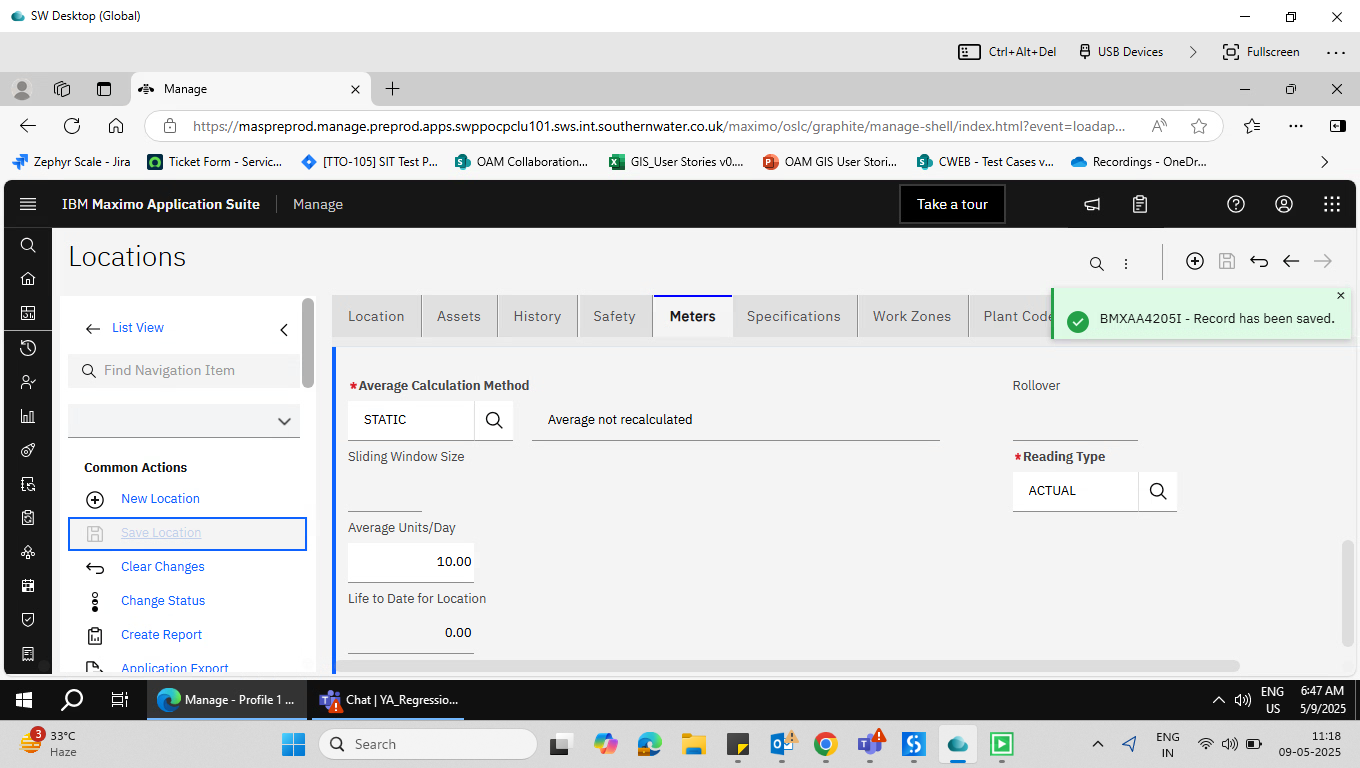 SW Desktop (Global)
Ctrl+Alt+Del
USB Devices
Fullscreen
Manage
https://maspreprod.manage.preprod.apps.swppocpclu101.sws.int.southernwater.co.uk/maximo/oslc/graphite/manage-shell/index.html?event=loadap...
Zephyr Scale - Jira
Ticket Form - Servic...
[TTO-105] SIT Test P...
OAM Collaboration...
GIS_User Stories v0....
OAM GIS User Stori...
CWEB - Test Cases v...
Recordings - OneDr...
IBM Maximo Application Suite
Manage
Take a tour
Locations
List View
Find Navigation Item
Common Actions
New Location
Save Location
Clear Changes
Change Status
Create Report
Application Export
Location
Assets
History
Safety
Meters
Specifications
Work Zones
Plant Code
BMXAA4205I - Record has been saved.
*Average Calculation Method
STATIC
Average not recalculated
Rollover
Sliding Window Size
*Reading Type
ACTUAL
Average Units/Day
10.00
Life to Date for Location
0.00
Manage - Profile 1 ...
Chat | YA_Regressio...
ENG
US
6:47 AM
5/9/2025
3
33°C
Haze
Search
ENG
IN
11:18
09-05-2025